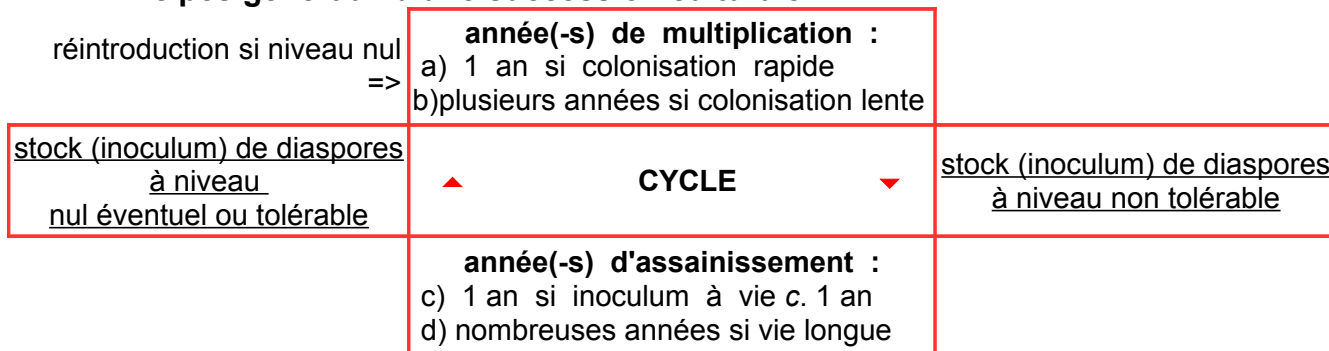 réintroduction si niveau nul
=>
année(-s) de multiplication :
a) 1 an si colonisation rapide
b)plusieurs années si colonisation lente
stock (inoculum) de diaspores
à niveau
nul éventuel ou tolérable
CYCLE
stock (inoculum) de diaspores
à niveau non tolérable
année(-s) d'assainissement :
c) 1 an si inoculum à vie c. 1 an
d) nombreuses années si vie longue